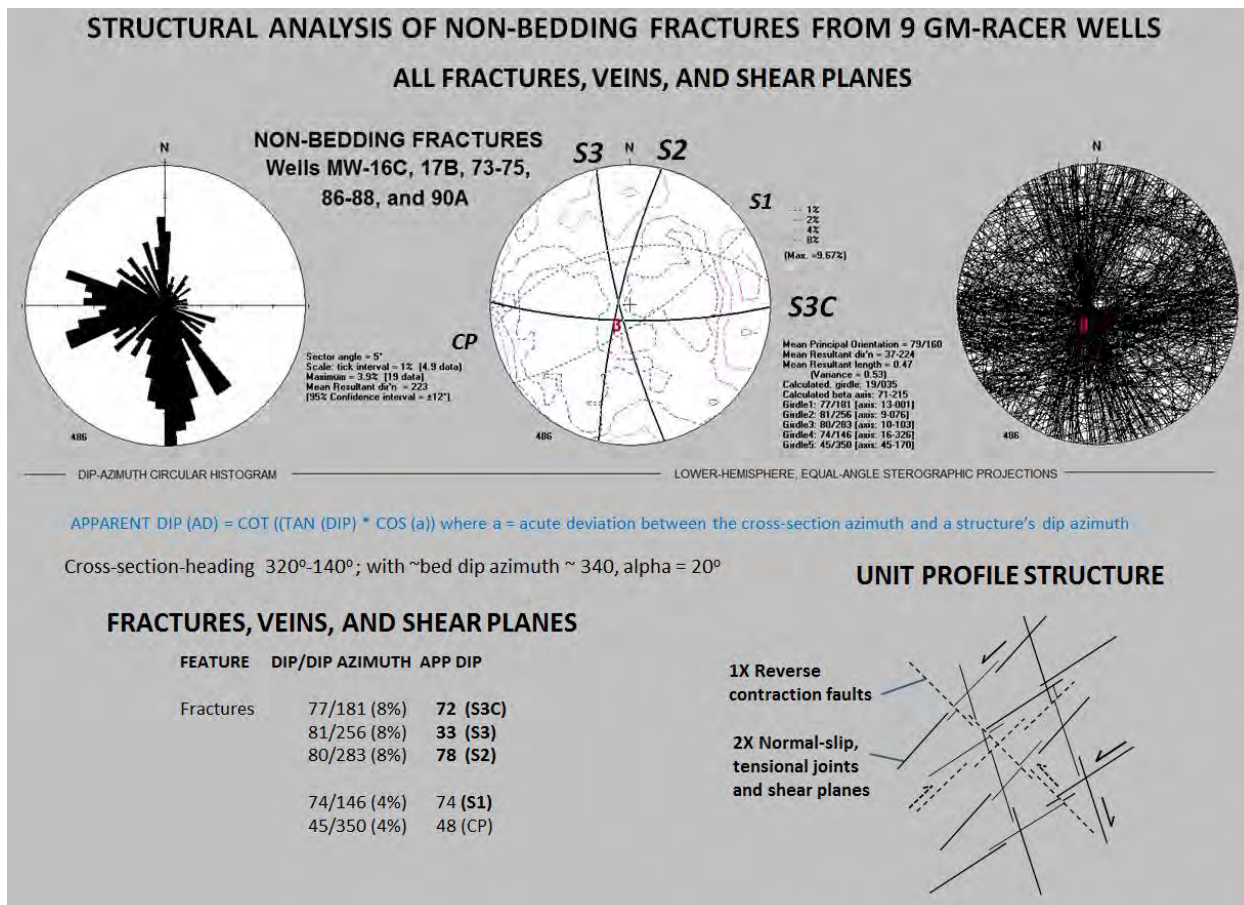 STRUCTURAL ANALYSIS OF NON-BEDDING FRACTURES FROM 9 GM-RACER WELLS
ALL FRACTURES, VEINS, AND SHEAR PLANES
NON-BEDDING FRACTURES
Wells MW-16C, 17B, 73-75,
86-88, and 90A
N
Sector angle = 5°
Scale: tick interval = 1% [4.9 data]
Maximum = 3.9% [19 data]
Mean Resultant dir'n = 223
[95% Confidence interval = ±12°]
486
S3
N
S2
S1
1%
2%
4%
8%
(Max. =9.67%)
S3C
CP
β
486
Mean Principal Orientation = 79/160
Mean Resultant dir'n = 37-224
Mean Resultant length = 0.47
(Variance = 0.53)
Calculated. girdle: 19/035
Calculated beta axis: 71-215
Girdle1: 77/181 [axis: 13-001]
Girdle2: 81/256 [axis: 9-076]
Girdle3: 80/283 [axis: 10-103]
Girdle4: 74/146 [axis: 16-326]
Girdle5: 45/350 [axis: 45-170]
N
486
DIP-AZIMUTH CIRCULAR HISTOGRAM
LOWER-HEMISPHERE, EQUAL-ANGLE STEROGRAPHIC PROJECTIONS
APPARENT DIP (AD) = COT ((TAN (DIP) * COS (a)) where a = acute deviation between the cross-section azimuth and a structure's dip azimuth
Cross-section-heading 320º-140º ; with ~bed dip azimuth ~ 340, alpha = 20º
FRACTURES, VEINS, AND SHEAR PLANES
FEATURE DIP/DIP AZIMUTH APP DIP
Fractures 77/181 (8%) 72 (S3C)
81/256 (8%) 33 (S3)
80/283 (8%) 78 (S2)
74/146 (4%) 74 (S1)
45/350 (4%) 48 (CP)
UNIT PROFILE STRUCTURE
1X Reverse
contraction faults
2X Normal-slip,
tensional joints
and shear planes